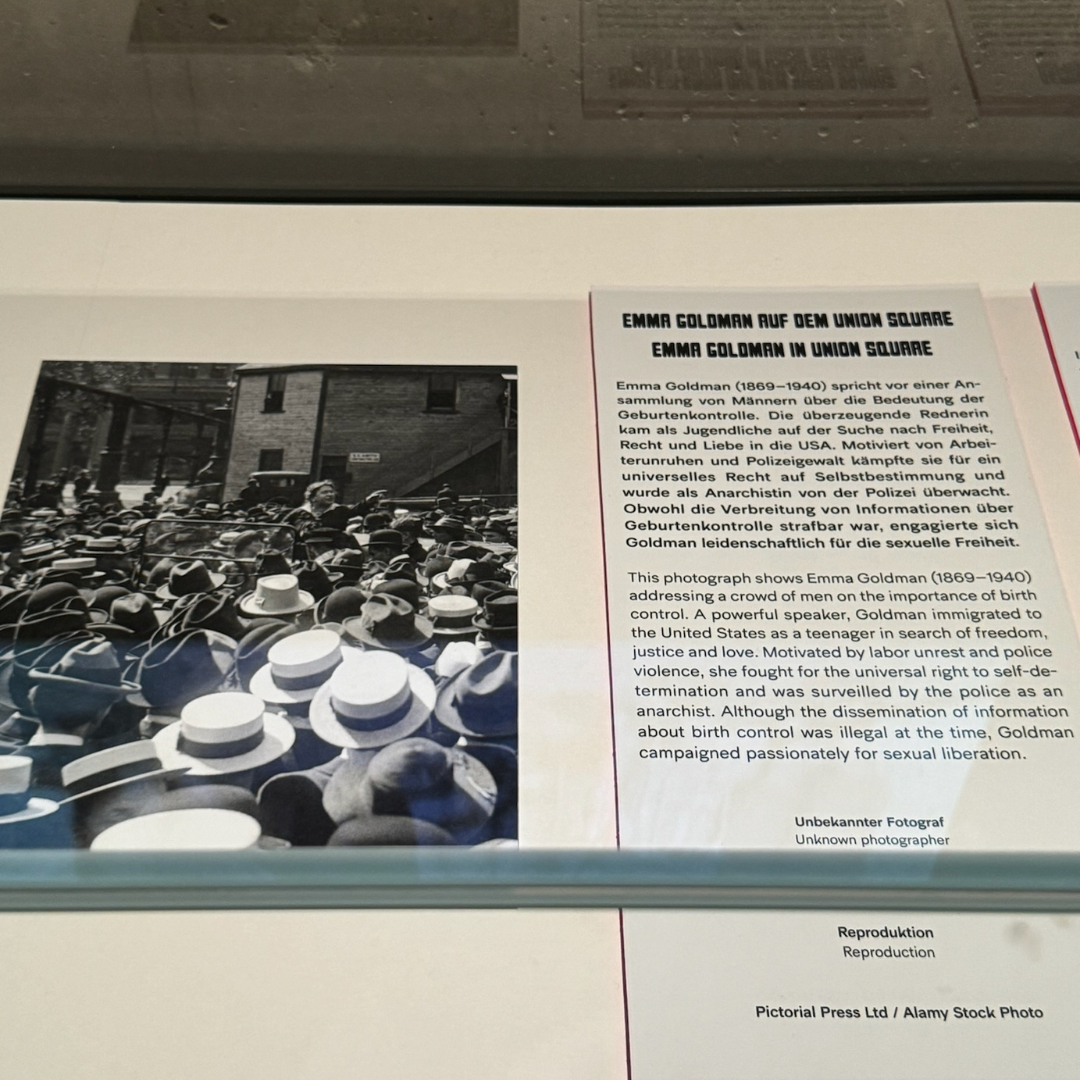 EMMA GOLDMAN AUF DEM UNION SQUARE
EMMA GOLDMAN IN UNION SQUARE
Emma Goldman (1869–1940) spricht vor einer An-
sammlung von Männern über die Bedeutung der
Geburtenkontrolle. Die überzeugende Rednerin
kam als Jugendliche auf der Suche nach Freiheit,
Recht und Liebe in die USA. Motiviert von Arbei-
terunruhen und Polizeigewalt kämpfte sie für ein
universelles Recht auf Selbstbestimmung und
wurde als Anarchistin von der Polizei überwacht.
Obwohl die Verbreitung von Informationen über
Geburtenkontrolle strafbar war, engagierte sich
Goldman leidenschaftlich für die sexuelle Freiheit.
This photograph shows Emma Goldman (1869–1940)
addressing a crowd of men on the importance of birth
control. A powerful speaker, Goldman immigrated to
the United States as a teenager in search of freedom,
justice and love. Motivated by labor unrest and police
violence, she fought for the universal right to self-de-
termination and was surveilled by the police as an
anarchist. Although the dissemination of information
about birth control was illegal at the time, Goldman
campaigned passionately for sexual liberation.
Unbekannter Fotograf
Unknown photographer
Reproduktion
Reproduction
Pictorial Press Ltd / Alamy Stock Photo